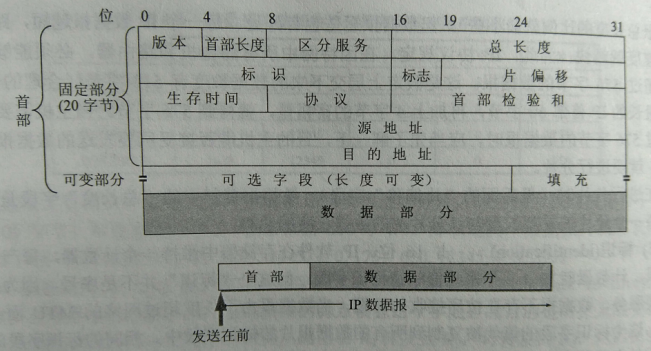 位 0 4 8 16 19 24 31
版本 首部长度 区分服务 总长度
标识 标志 片偏移
生存时间 协议 首部检验和
源地址
目的地址
可选字段（长度可变） 填充
数据部分
首部
固定部分
(20字节)
可变部分
首部 数据部分
IP 数据报
发送在前